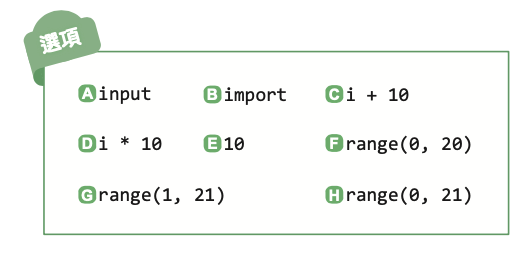 選項
A input B import C i + 10
D i * 10 E 10 F range(0, 20)
G range(1, 21) H range(0, 21)